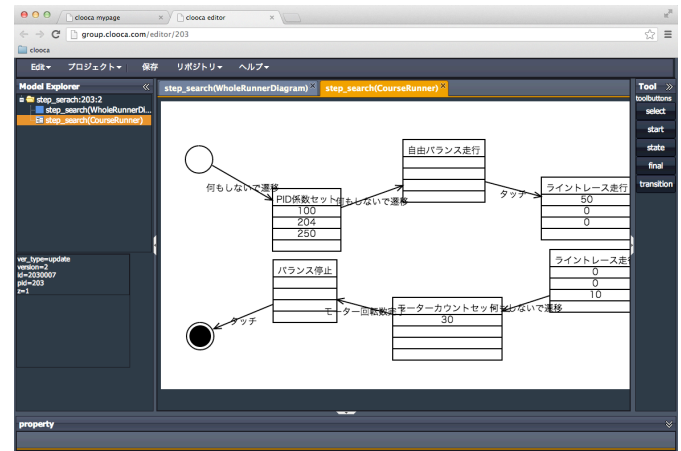 clooca mypage
clooca editor
group.clooca.com/editor/203
clooca
Edit▾ プロジェクト▾ 保存 リポジトリ▾ ヘルプ▾
Model Explorer
step_serach:203:2
step_search(WholeRunnerDi...
step_search(CourseRunner)
ver_type=update
version=2
id=2030007
pid=203
z=1
step_search(WholeRunnerDiagram)
step_search(CourseRunner)
何もしないで遷移
PID係数セット
100
204
250
何もしないで遷移
自由バランス走行
タッチ
ライントレース走行
50
0
0
ライントレース走行
0
0
10
何もしないで遷移
モーターカウントセッ
30
モーター回転数完了
バランス停止
タッチ
Tool
toolbuttons
select
start
state
final
transition
property